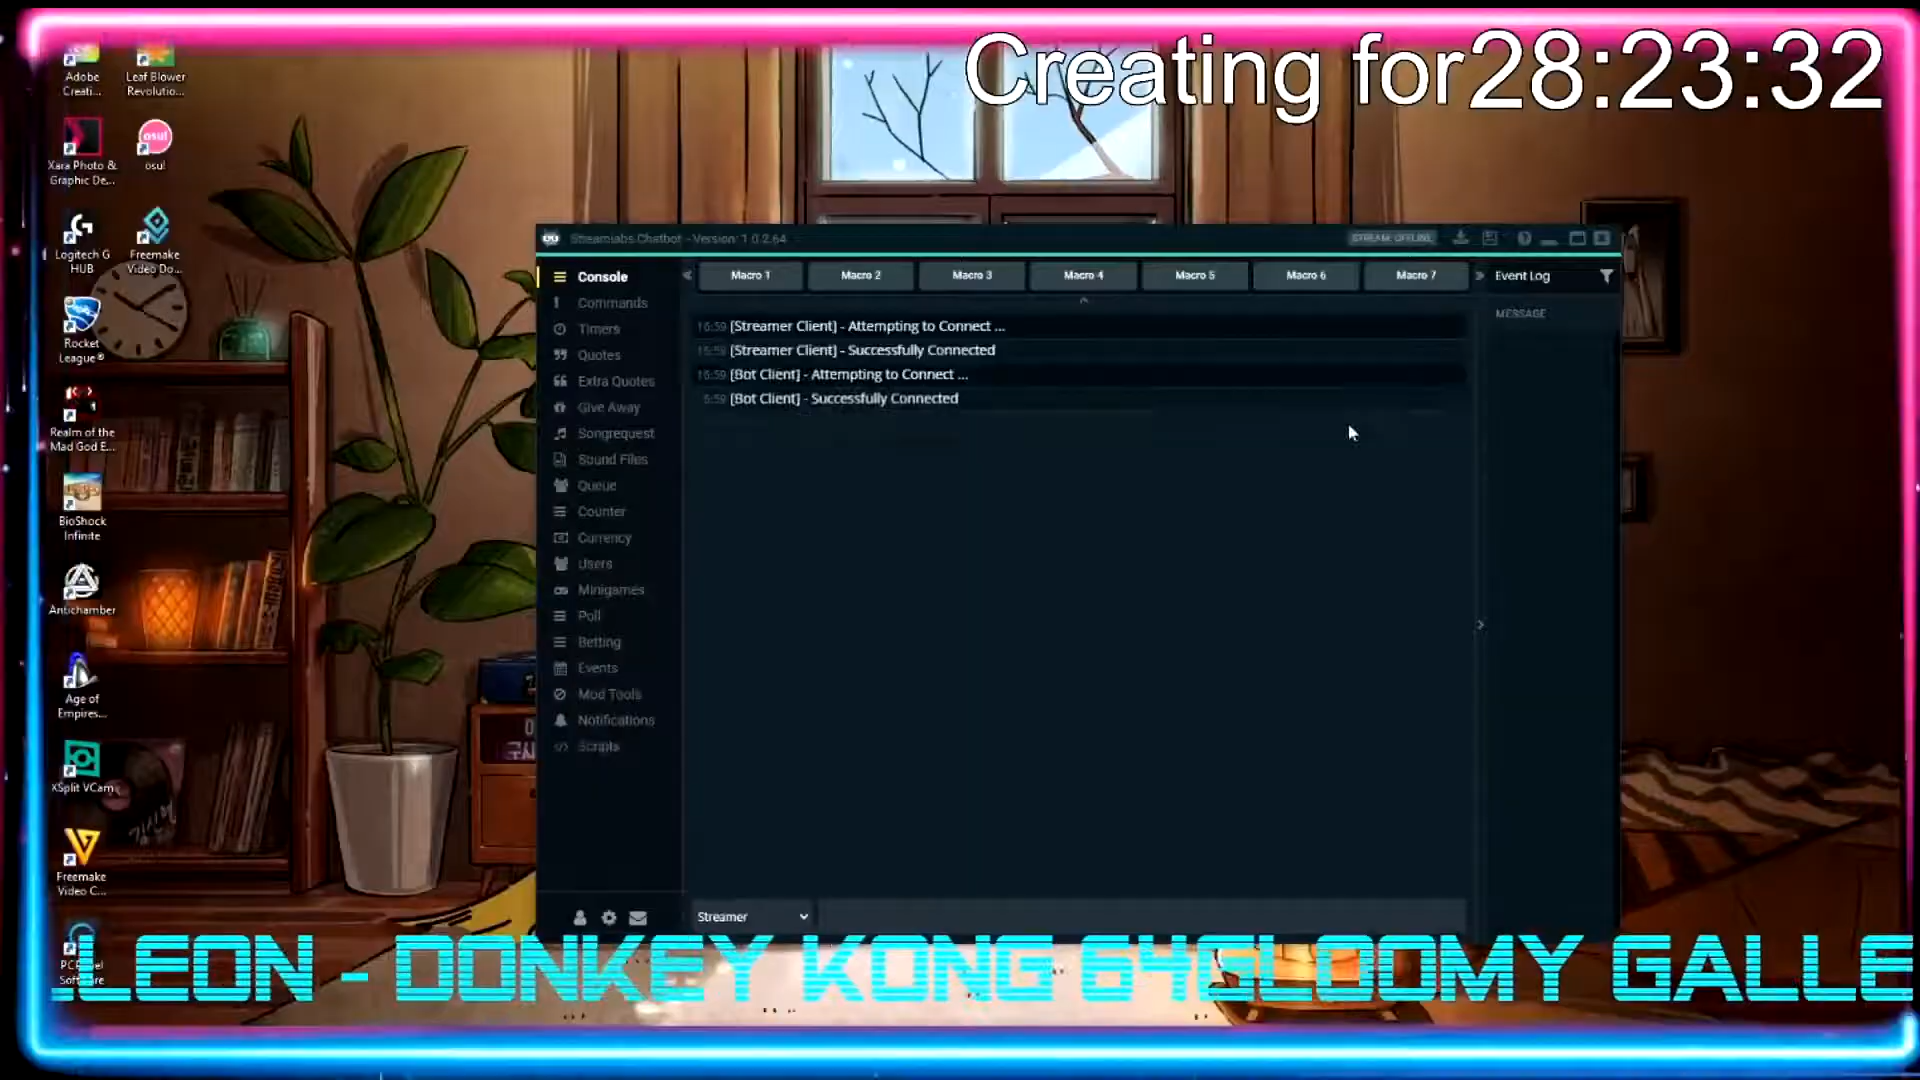 Creating for28:23:32
Adobe
Creati...
Leaf Blower
Revolutio...
Xara Photo &
Graphic De...
osu!
osu!
Logitech G
HUB
Freemake
Video Do...
Rocket
League®
Realm of the
Mad God E...
BioShock
Infinite
Antichamber
Age of
Empires...
XSplit VCam
Freemake
Video C...
Software
Streamlabs Chatbot - Version: 1.0.2.64
STREAM OFFLINE
Console
Commands
Timers
Quotes
Extra Quotes
Give Away
Songrequest
Sound Files
Queue
Counter
Currency
Users
Minigames
Poll
Betting
Events
Mod Tools
Notifications
Scripts
Macro 1
Macro 2
Macro 3
Macro 4
Macro 5
Macro 6
Macro 7
Event Log
MESSAGE
16:59 [Streamer Client] - Attempting to Connect ...
16:59 [Streamer Client] - Successfully Connected
16:59 [Bot Client] - Attempting to Connect ...
6:59 [Bot Client] - Successfully Connected
Streamer
LEON - DONKEY KONG 64GLOOMY GALLE